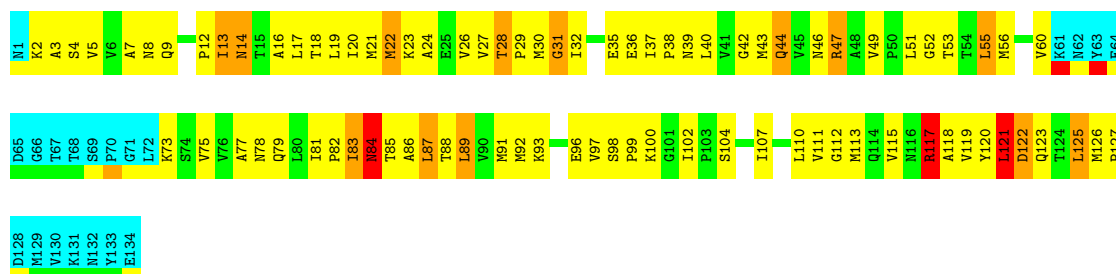 N1 K2 A3 S4 V5 V6 A7 N8 Q9 P12 I13 N14 T15 A16 L17 T18 L19 I20 M21 M22 K23 A24 E25 V26 V27 T28 P29 M30 G31 I32 E35 E36 I37 P38 N39 L40 V41 G42 M43 Q44 V45 N46 R47 A48 V49 P50 L51 G52 T53 T54 L55 M56 V60 K61 N62 Y63 E64
D65 G66 T67 T68 S69 P70 G71 L72 K73 S74 V75 V76 A77 N78 Q79 L80 I81 P82 I83 N84 T85 A86 L87 T88 L89 V90 M91 M92 K93 E96 V97 S98 P99 K100 G101 I102 P103 S104 I107 L110 V111 G112 M113 Q114 V115 N116 R117 A118 V119 Y120 L121 D122 Q123 T124 L125 M126 P127
D128 M129 V130 K131 N132 Y133 E134